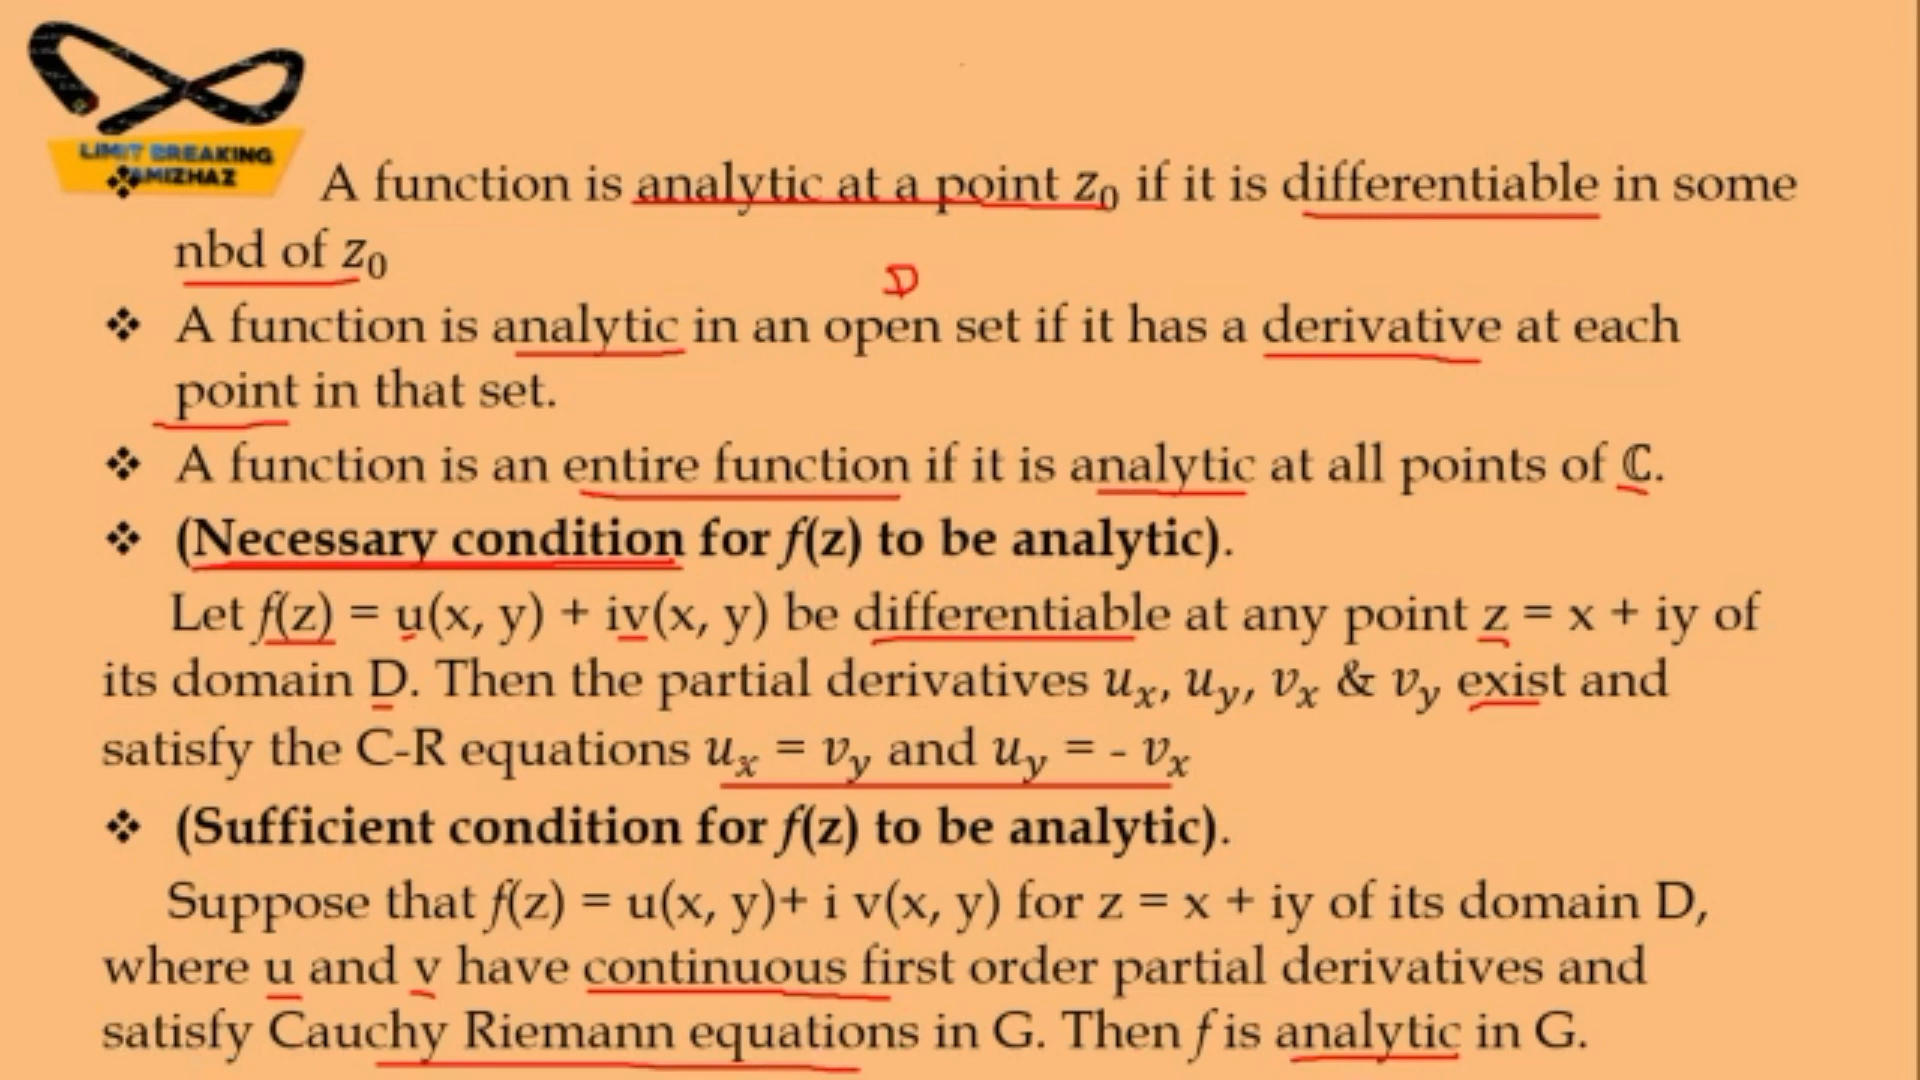 LIMIT BREAKING
TAMIZHAZ
❖ A function is analytic at a point z₀ if it is differentiable in some
nbd of z₀
D
❖ A function is analytic in an open set if it has a derivative at each
point in that set.
❖ A function is an entire function if it is analytic at all points of ℂ.
❖ (Necessary condition for f(z) to be analytic).
Let f(z) = u(x, y) + iv(x, y) be differentiable at any point z = x + iy of
its domain D. Then the partial derivatives uₓ, u_y, vₓ & v_y exist and
satisfy the C-R equations uₓ = v_y and u_y = - vₓ
❖ (Sufficient condition for f(z) to be analytic).
Suppose that f(z) = u(x, y)+ i v(x, y) for z = x + iy of its domain D,
where u and v have continuous first order partial derivatives and
satisfy Cauchy Riemann equations in G. Then f is analytic in G.